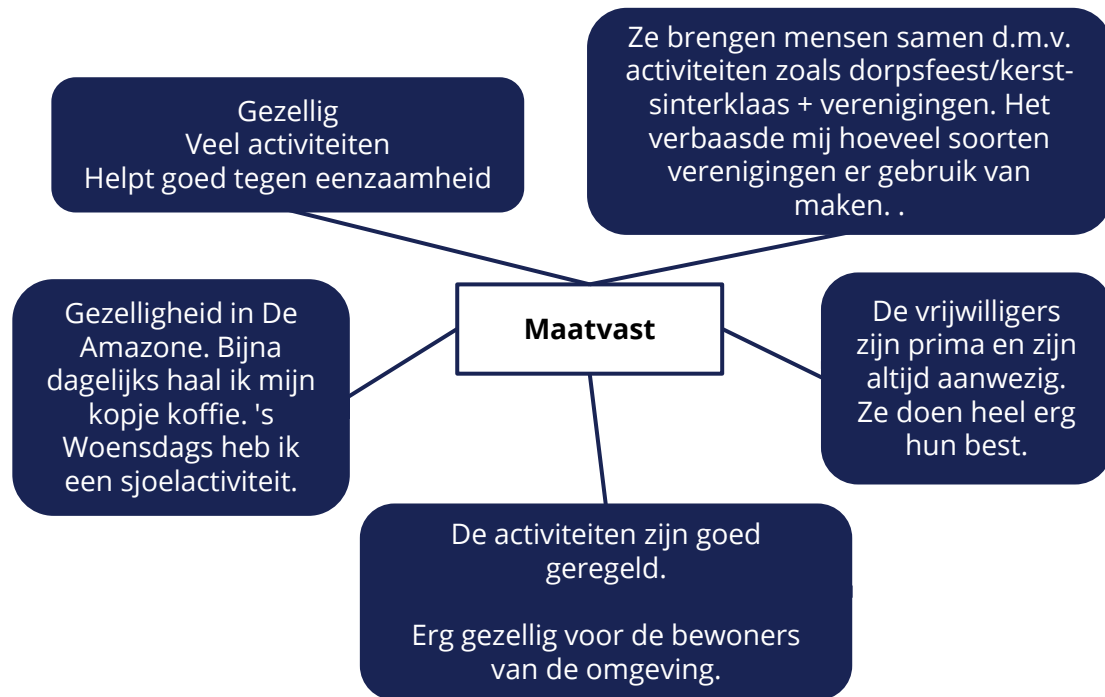 Gezellig
Veel activiteiten
Helpt goed tegen eenzaamheid
Ze brengen mensen samen d.m.v.
activiteiten zoals dorpsfeest/kerst-
sinterklaas + verenigingen. Het
verbaasde mij hoeveel soorten
verenigingen er gebruik van
maken. .
Gezelligheid in De
Amazone. Bijna
dagelijks haal ik mijn
kopje koffie. 's
Woensdags heb ik
een sjoelactiviteit.
Maatvast
De vrijwilligers
zijn prima en zijn
altijd aanwezig.
Ze doen heel erg
hun best.
De activiteiten zijn goed
geregeld.
Erg gezellig voor de bewoners
van de omgeving.